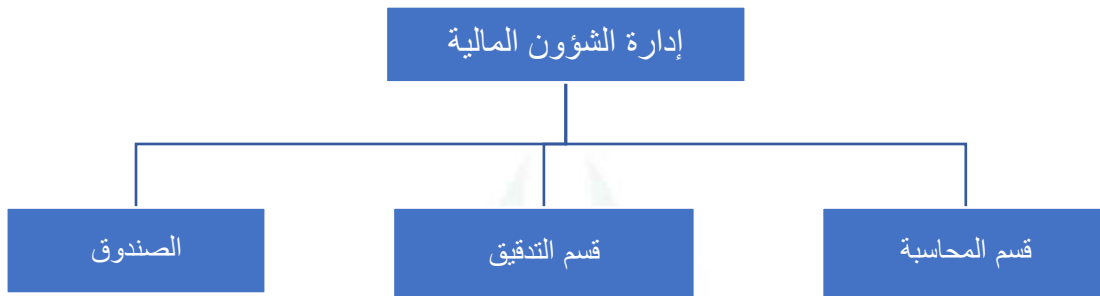 إدارة الشؤون المالية
قسم المحاسبة
قسم التدقيق
الصندوق